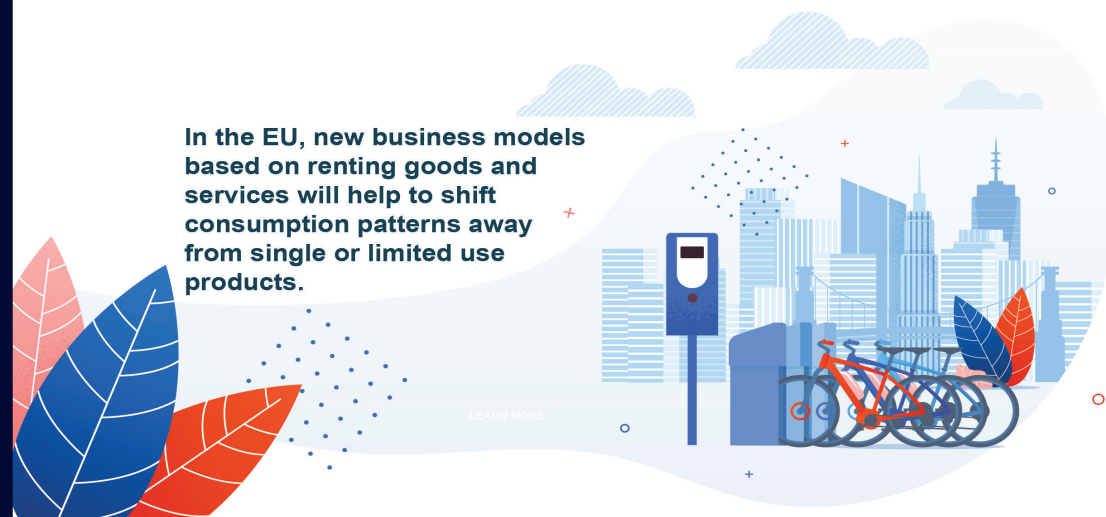 In the EU, new business models
based on renting goods and
services will help to shift
consumption patterns away
from single or limited use
products.
LEARN MORE